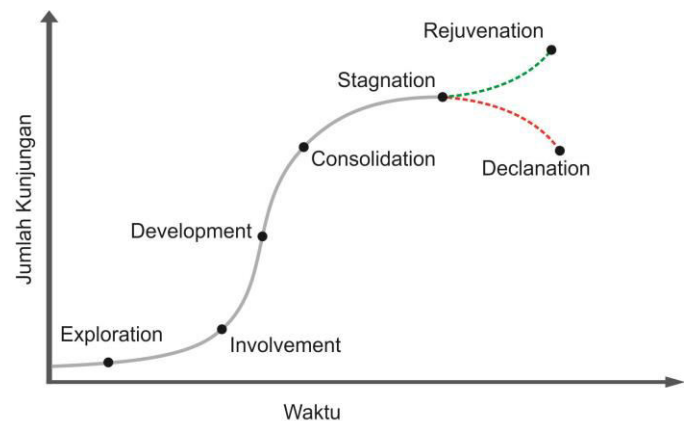 Rejuvenation
Stagnation
Consolidation
Declanation
Development
Exploration
Involvement
Jumlah Kunjungan
Waktu